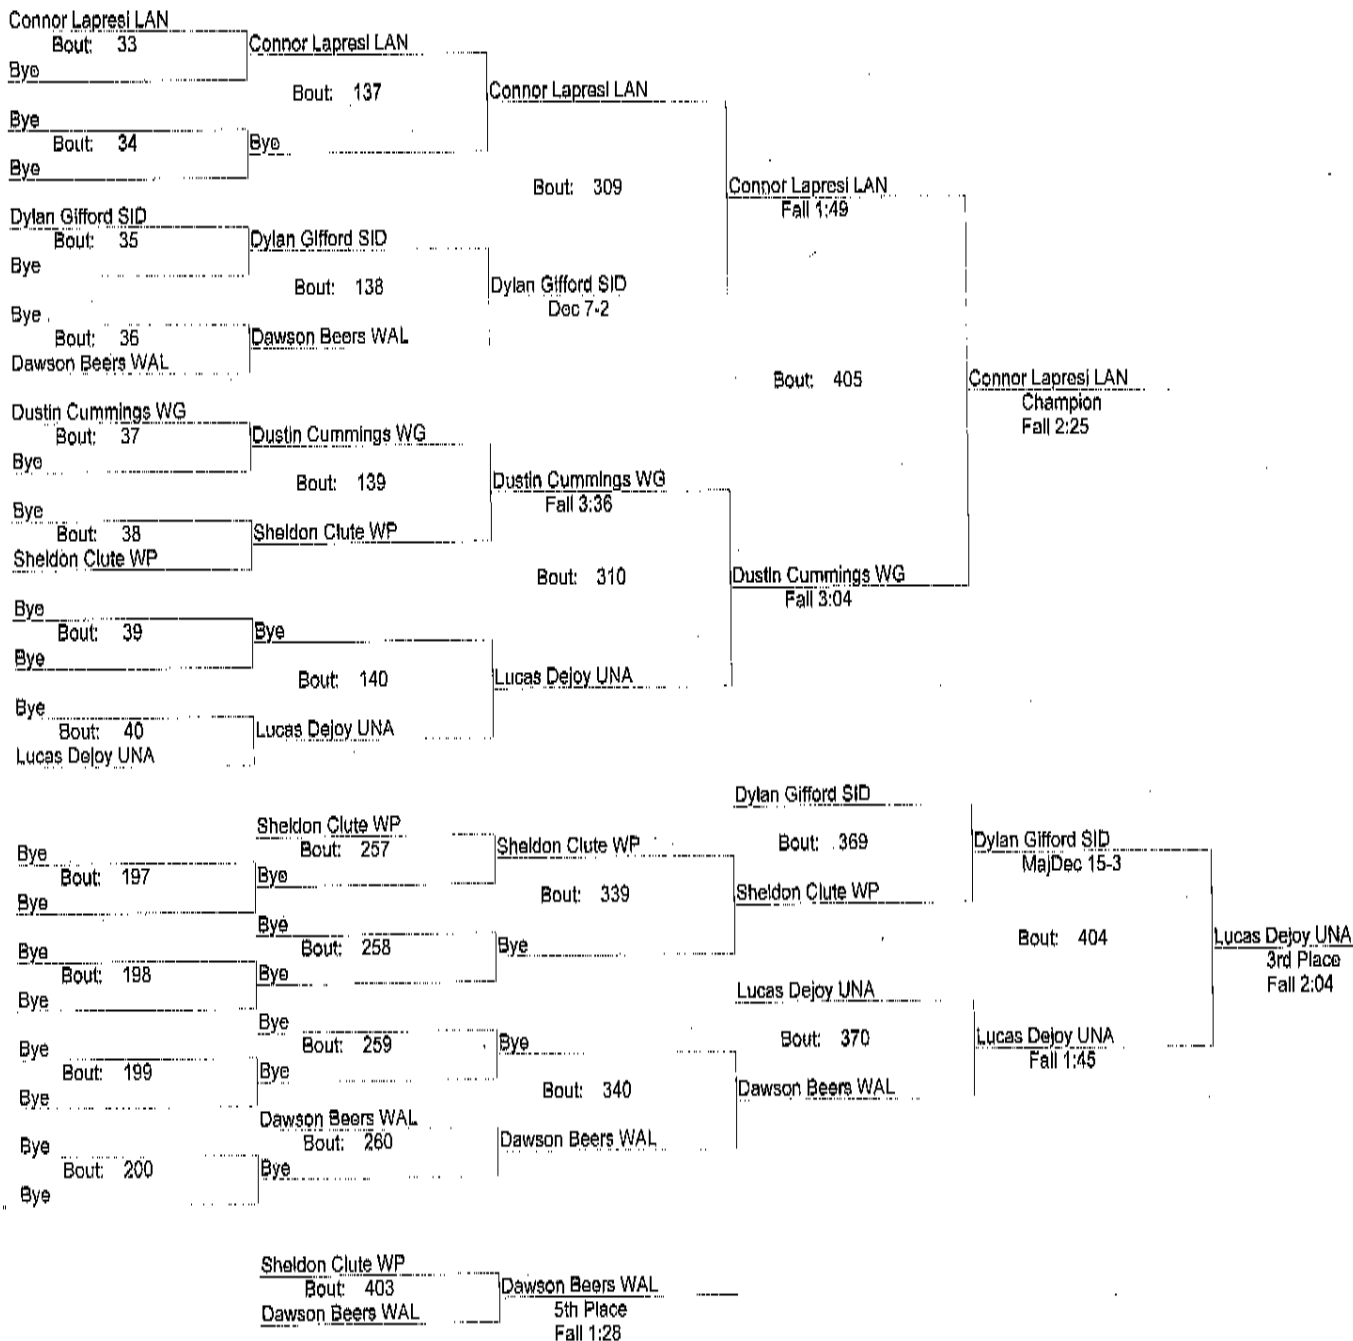 Connor Lapresi LAN
Bout: 33
Connor Lapresi LAN
Bye
Bout: 137
Connor Lapresi LAN
Bye
Bout: 34
Bye
Bye
Bout: 309
Connor Lapresi LAN
Fall 1:49
Dylan Gifford SID
Bout: 35
Dylan Gifford SID
Bye
Bout: 138
Dylan Gifford SID
Dec 7-2
Bye
Bout: 36
Dawson Beers WAL
Dawson Beers WAL
Bout: 405
Connor Lapresi LAN
Champion
Fall 2:25
Dustin Cummings WG
Bout: 37
Dustin Cummings WG
Bye
Bout: 139
Dustin Cummings WG
Fall 3:36
Bye
Bout: 38
Sheldon Clute WP
Sheldon Clute WP
Bout: 310
Dustin Cummings WG
Fall 3:04
Bye
Bout: 39
Bye
Bye
Bout: 140
Lucas Dejoy UNA
Bye
Bout: 40
Lucas Dejoy UNA
Lucas Dejoy UNA
Dylan Gifford SID
Sheldon Clute WP
Bout: 257
Sheldon Clute WP
Bout: 369
Dylan Gifford SID
MajDec 15-3
Bye
Bout: 197
Bye
Bye
Bout: 339
Sheldon Clute WP
Bye
Bout: 258
Bye
Bye
Bout: 198
Bye
Bye
Bout: 404
Lucas Dejoy UNA
3rd Place
Fall 2:04
Lucas Dejoy UNA
Bye
Bout: 259
Bye
Bout: 370
Lucas Dejoy UNA
Fall 1:45
Bye
Bout: 199
Bye
Bye
Bout: 340
Dawson Beers WAL
Dawson Beers WAL
Bout: 260
Dawson Beers WAL
Bye
Bout: 200
Bye
Bye
Sheldon Clute WP
Bout: 403
Dawson Beers WAL
Dawson Beers WAL
5th Place
Fall 1:28